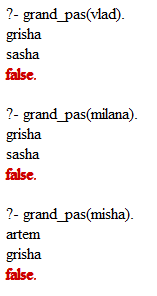 ?- grand_pas(vlad).
grisha
sasha
false.
?- grand_pas(milana).
grisha
sasha
false.
?- grand_pas(misha).
artem
grisha
false.